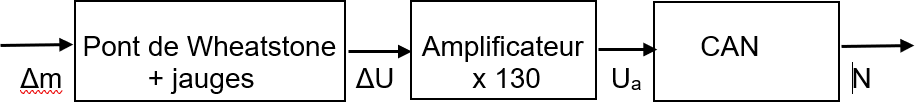 Pont de Wheatstone
+ jauges
Amplificateur
x 130
CAN
Δm
ΔU
Uₐ
N